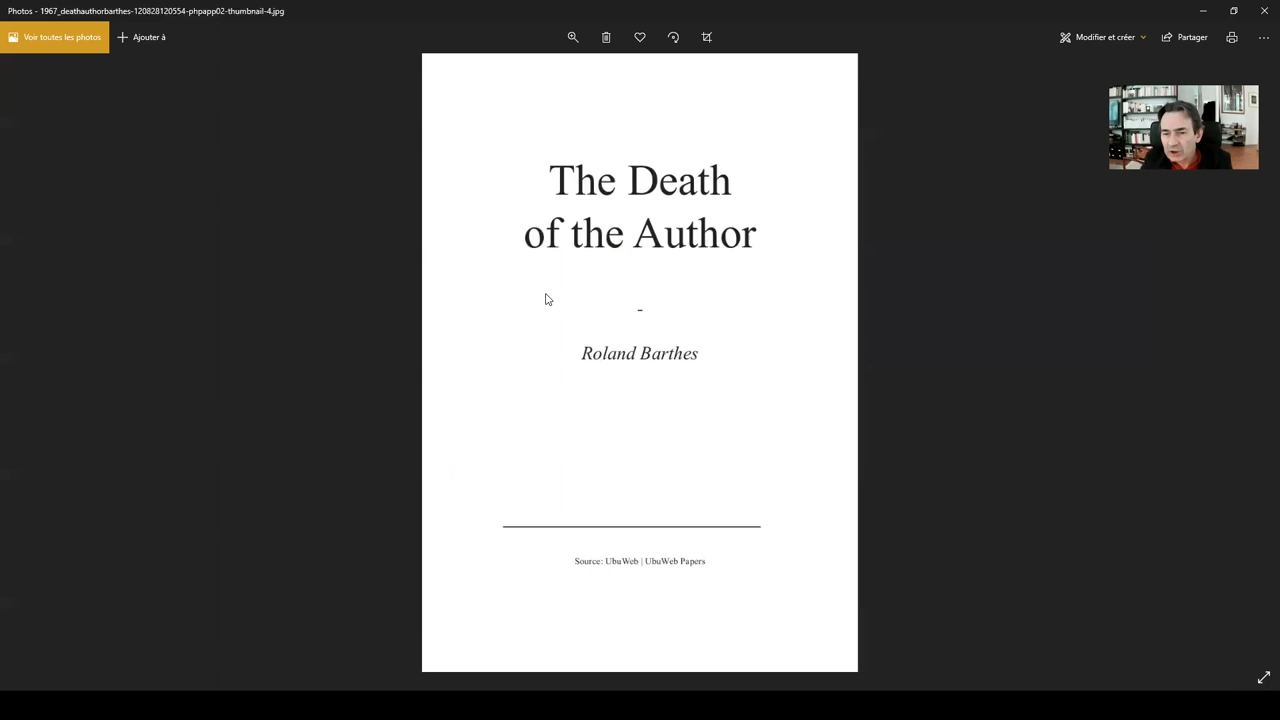 Photos - 1967_deathauthorbarthes-120828120554-phpapp02-thumbnail-4.jpg
Voir toutes les photos
Ajouter à
Modifier et créer
Partager
The Death
of the Author
-
Roland Barthes
Source: UbuWeb | UbuWeb Papers